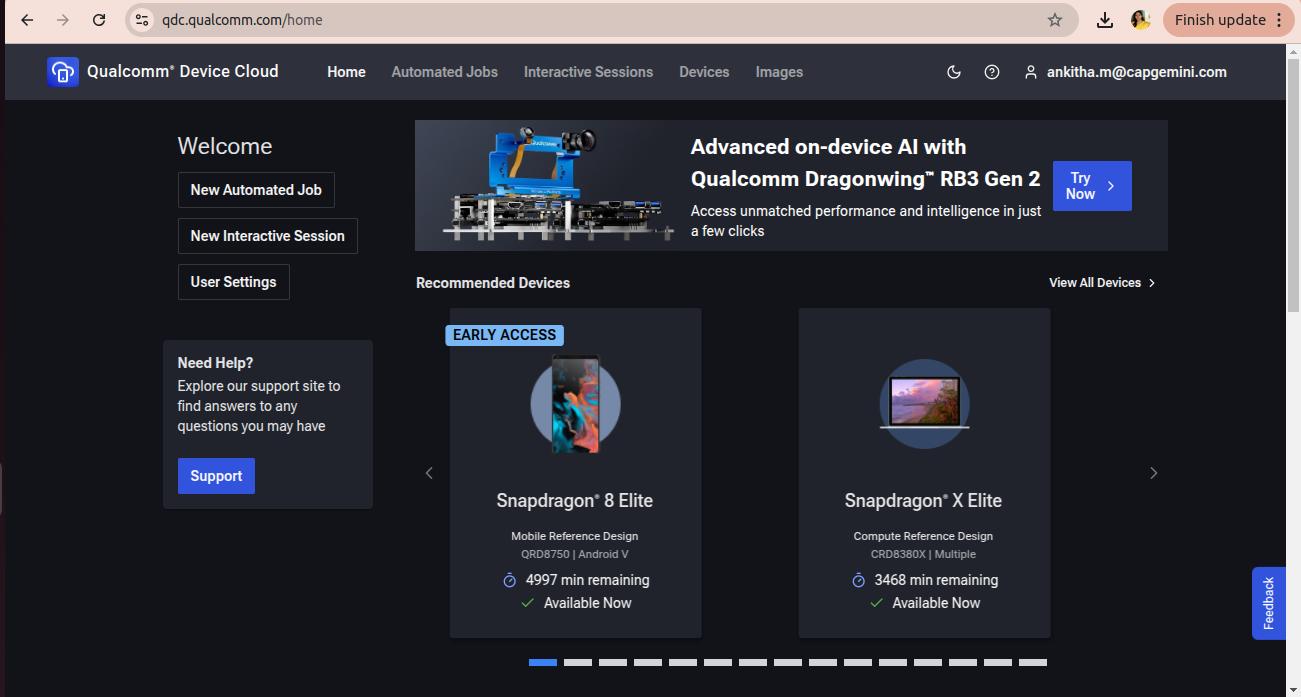 qdc.qualcomm.com/home
Finish update
Qualcomm® Device Cloud
Home
Automated Jobs
Interactive Sessions
Devices
Images
ankitha.m@capgemini.com
Welcome
New Automated Job
New Interactive Session
User Settings
Need Help?
Explore our support site to
find answers to any
questions you may have
Support
Advanced on-device AI with
Qualcomm Dragonwing™ RB3 Gen 2
Access unmatched performance and intelligence in just
a few clicks
Try
Now
Recommended Devices
View All Devices
EARLY ACCESS
Snapdragon® 8 Elite
Mobile Reference Design
QRD8750 | Android V
4997 min remaining
Available Now
Snapdragon® X Elite
Compute Reference Design
CRD8380X | Multiple
3468 min remaining
Available Now
Feedback